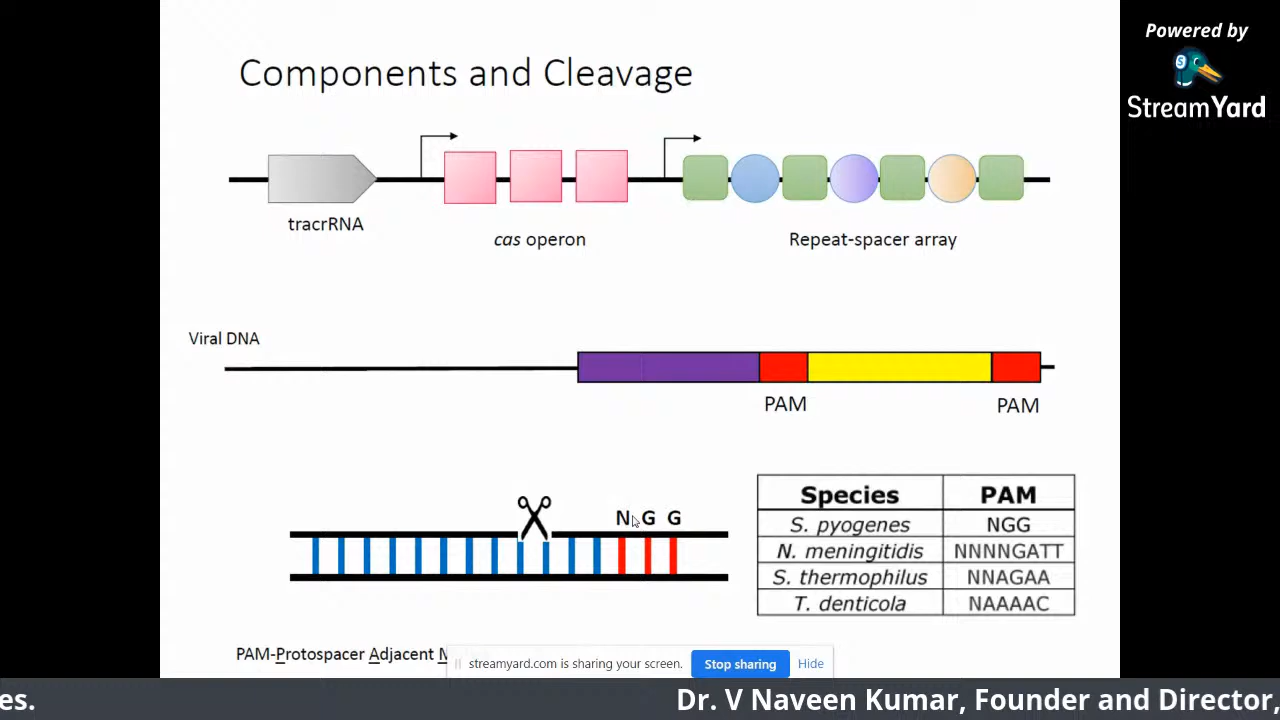 Powered by
StreamYard
Components and Cleavage
tracrRNA
cas operon
Repeat-spacer array
Viral DNA
PAM
PAM
N G G
Species PAM
S. pyogenes NGG
N. meningitidis NNNNGATT
S. thermophilus NNAGAA
T. denticola NAAAAC
PAM-Protospacer Adjacent
streamyard.com is sharing your screen. Stop sharing Hide
es. Dr. V Naveen Kumar, Founder and Director,